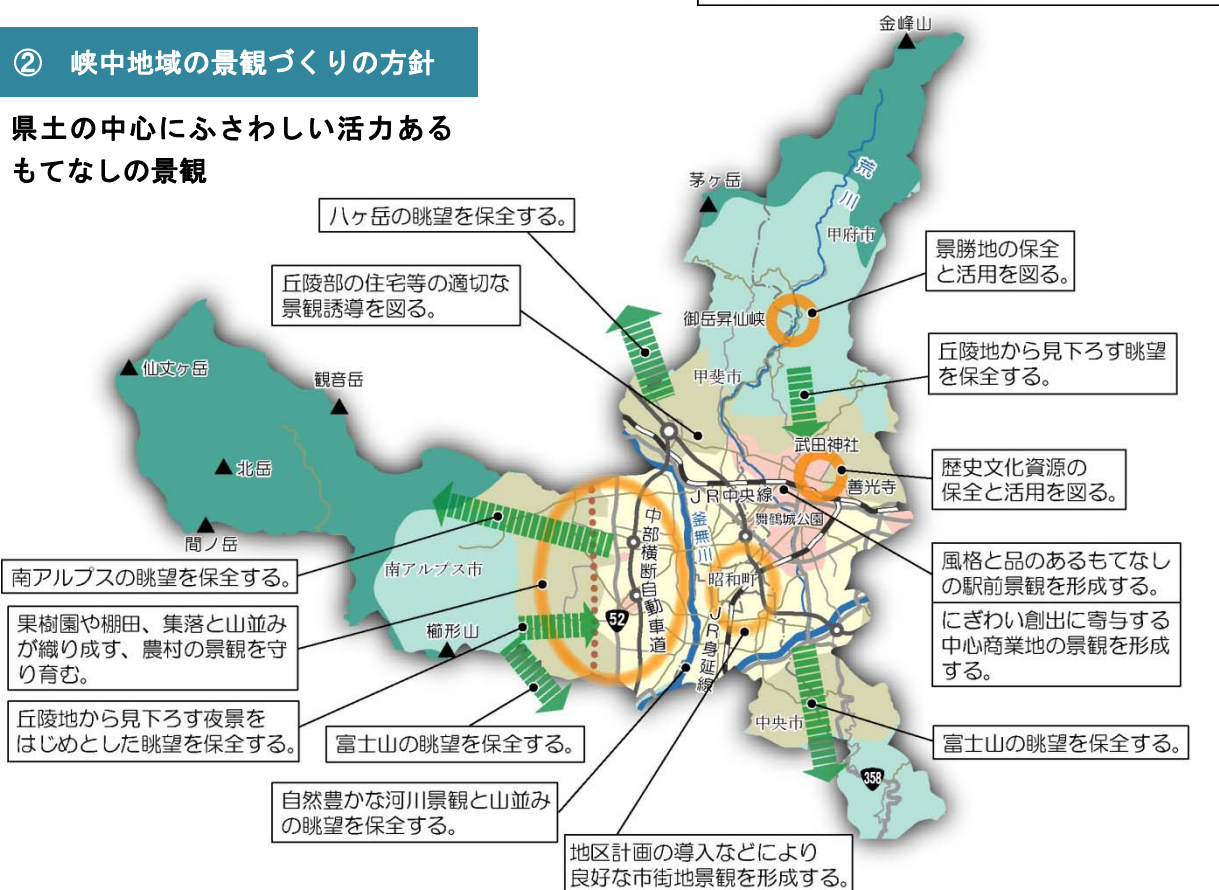 ② 峡中地域の景観づくりの方針
県土の中心にふさわしい活力ある
もてなしの景観
金峰山
茅ヶ岳
荒川
甲府市
八ヶ岳の眺望を保全する。
景勝地の保全
と活用を図る。
丘陵部の住宅等の適切な
景観誘導を図る。
御岳昇仙峡
丘陵地から見下ろす眺望
を保全する。
仙丈ヶ岳
観音岳
甲斐市
武田神社
北岳
善光寺
歴史文化資源の
保全と活用を図る。
JR中央線
舞鶴城公園
間ノ岳
中部横断自動車道
釜無川
南アルプスの眺望を保全する。
南アルプス市
昭和町
風格と品のあるもてなし
の駅前景観を形成する。
果樹園や棚田、集落と山並み
が織り成す、農村の景観を守
り育む。
櫛形山
52
JR身延線
にぎわい創出に寄与する
中心商業地の景観を形成
する。
丘陵地から見下ろす夜景を
はじめとした眺望を保全する。
富士山の眺望を保全する。
中央市
富士山の眺望を保全する。
358
自然豊かな河川景観と山並み
の眺望を保全する。
地区計画の導入などにより
良好な市街地景観を形成する。